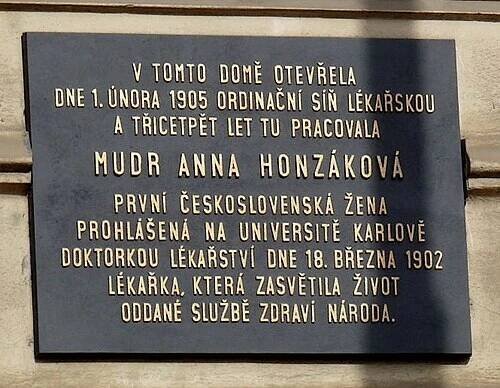 V TOMTO DOMĚ OTEVŘELA
DNE 1. ÚNORA 1905 ORDINAČNÍ SÍŇ LÉKAŘSKOU
A TŘICETPĚT LET TU PRACOVALA
MUDR ANNA HONZÁKOVÁ
PRVNÍ ČESKOSLOVENSKÁ ŽENA
PROHLÁŠENÁ NA UNIVERSITĚ KARLOVĚ
DOKTORKOU LÉKAŘSTVÍ DNE 18. BŘEZNA 1902
LÉKAŘKA, KTERÁ ZASVĚTILA ŽIVOT
ODDANÉ SLUŽBĚ ZDRAVÍ NÁRODA.